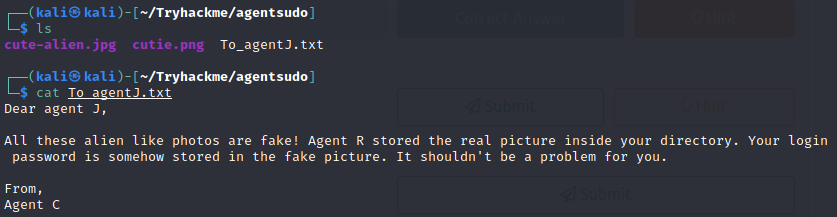 Correct Answer
Hint
(kali㉿kali)-[~/Tryhackme/agentsudo]
$ ls
cute-alien.jpg cutie.png To_agentJ.txt
(kali㉿kali)-[~/Tryhackme/agentsudo]
$ cat To_agentJ.txt
Dear agent J,
Submit
Hint
All these alien like photos are fake! Agent R stored the real picture inside your directory. Your login
password is somehow stored in the fake picture. It shouldn't be a problem for you.
From,
Agent C
Submit